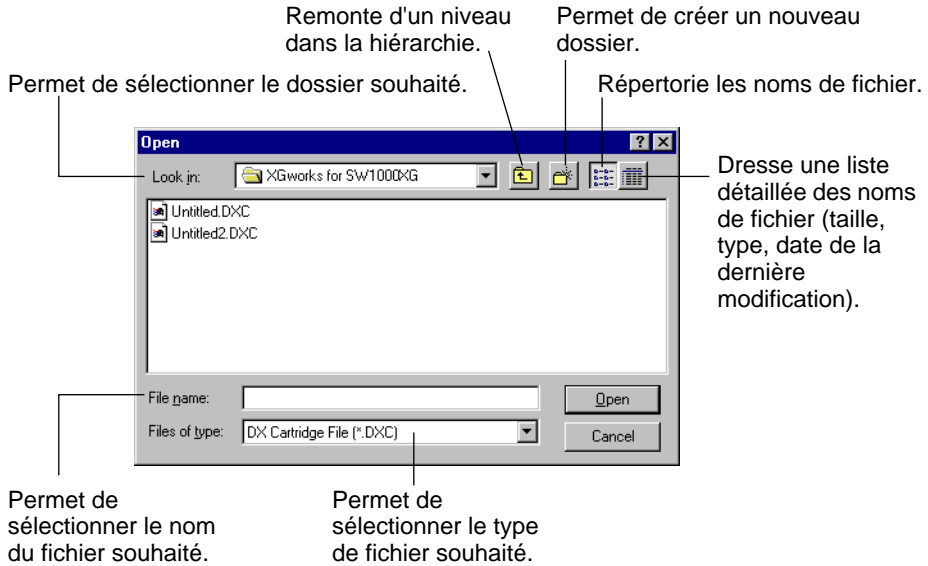 Remonte d'un niveau
dans la hiérarchie.
Permet de créer un nouveau
dossier.
Permet de sélectionner le dossier souhaité.
Répertorie les noms de fichier.
Open
Look in:
XGworks for SW1000XG
Untitled.DXC
Untitled2.DXC
Dresse une liste
détaillée des noms
de fichier (taille,
type, date de la
dernière
modification).
File name:
Open
Files of type:
DX Cartridge File (*.DXC)
Cancel
Permet de
sélectionner le nom
du fichier souhaité.
Permet de
sélectionner le type
de fichier souhaité.